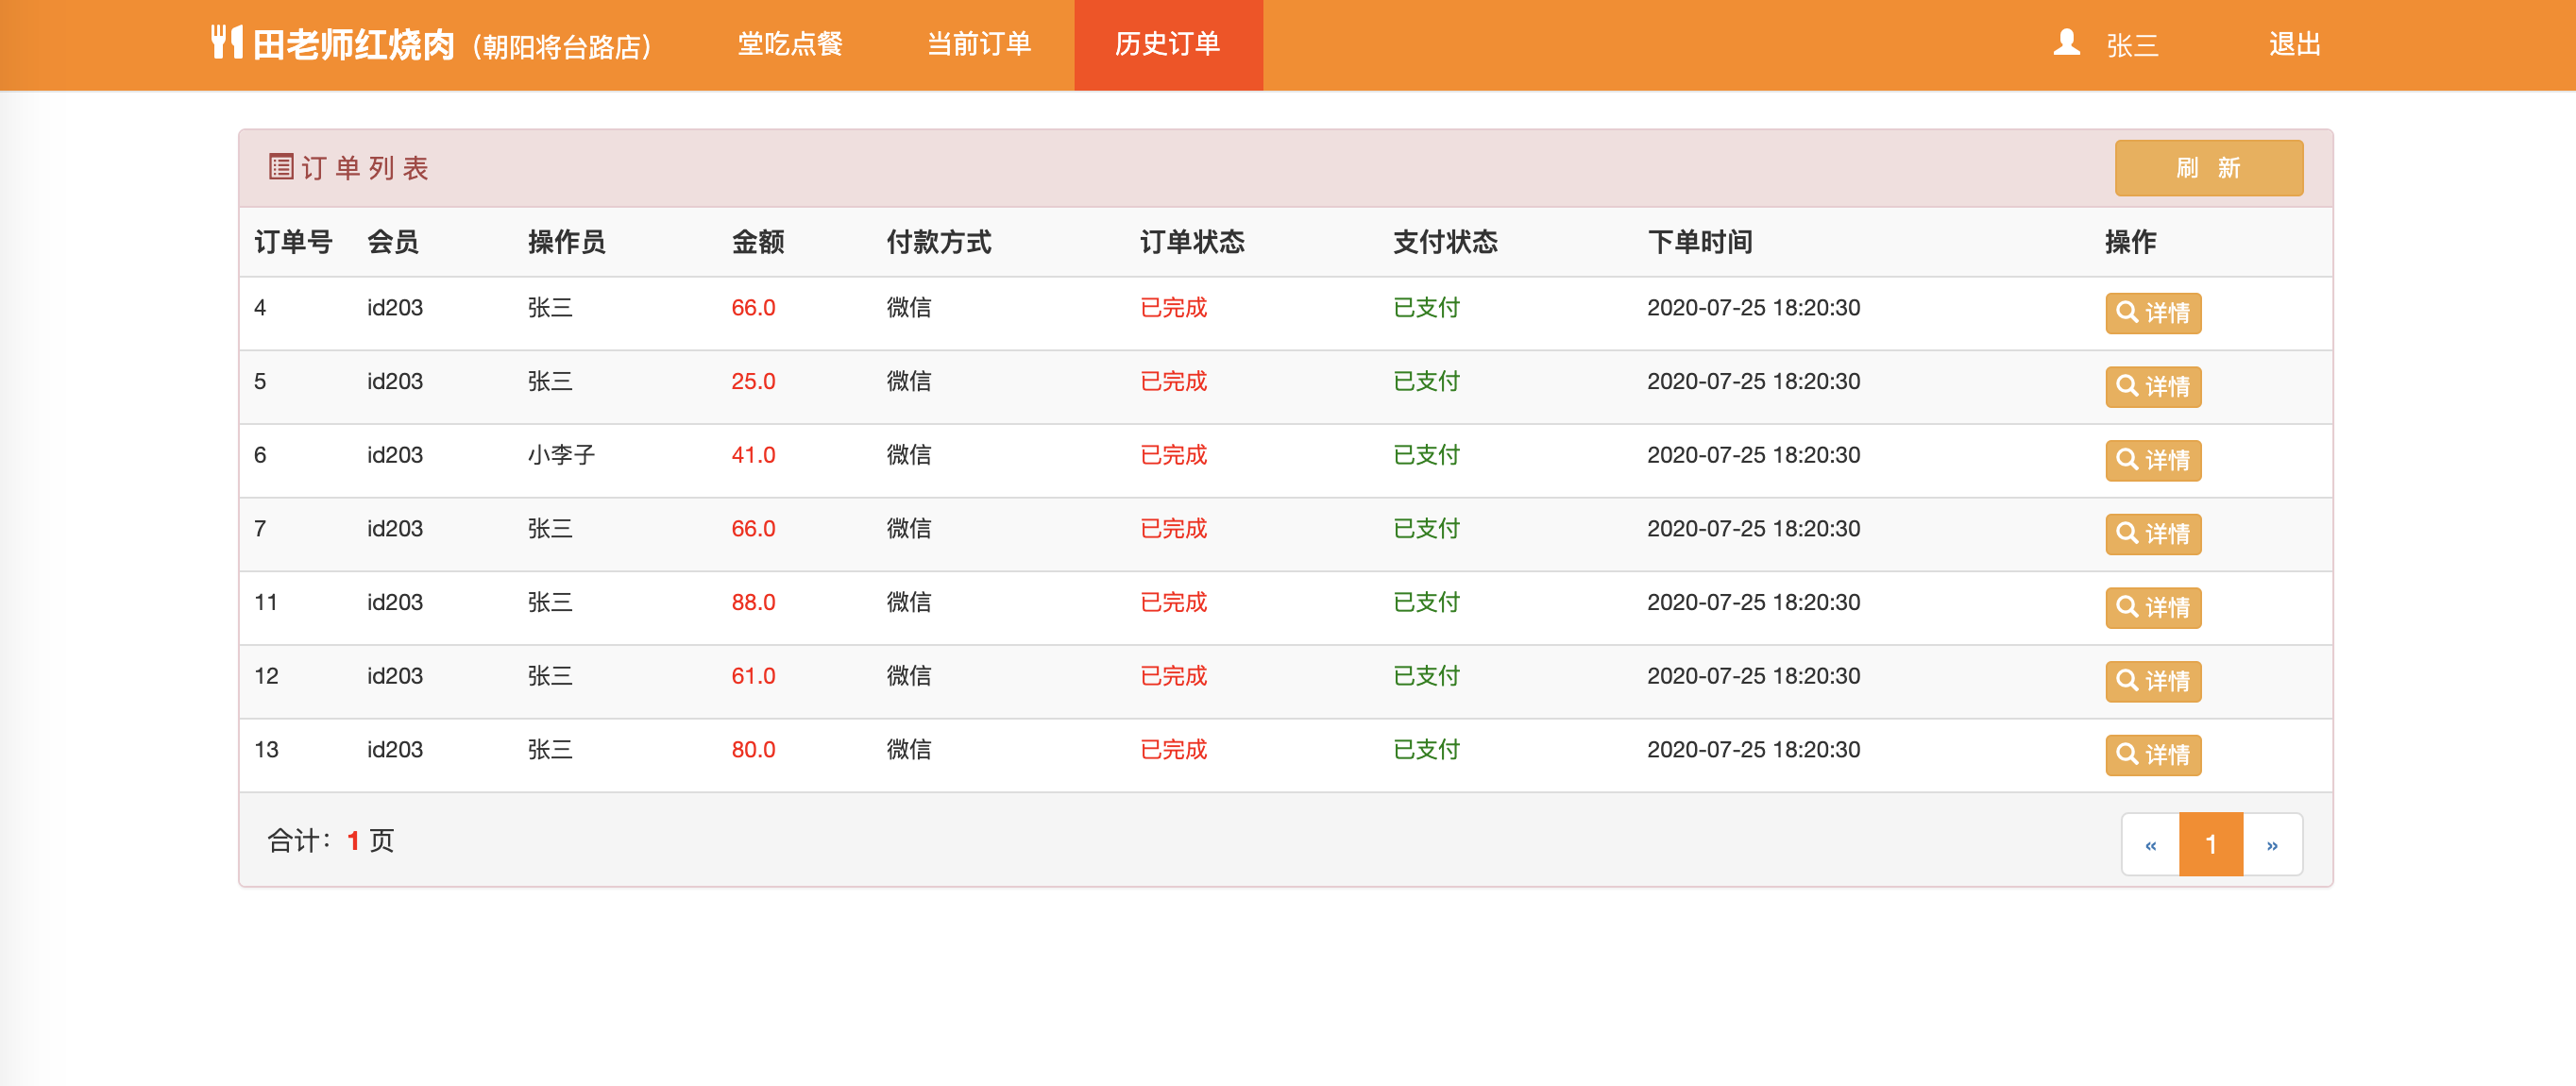 田老师红烧肉（朝阳将台路店） 堂吃点餐 当前订单 历史订单 张三 退出
订单列表 刷 新
订单号 会员 操作员 金额 付款方式 订单状态 支付状态 下单时间 操作
4 id203 张三 66.0 微信 已完成 已支付 2020-07-25 18:20:30 详情
5 id203 张三 25.0 微信 已完成 已支付 2020-07-25 18:20:30 详情
6 id203 小李子 41.0 微信 已完成 已支付 2020-07-25 18:20:30 详情
7 id203 张三 66.0 微信 已完成 已支付 2020-07-25 18:20:30 详情
11 id203 张三 88.0 微信 已完成 已支付 2020-07-25 18:20:30 详情
12 id203 张三 61.0 微信 已完成 已支付 2020-07-25 18:20:30 详情
13 id203 张三 80.0 微信 已完成 已支付 2020-07-25 18:20:30 详情
合计：1 页 « 1 »